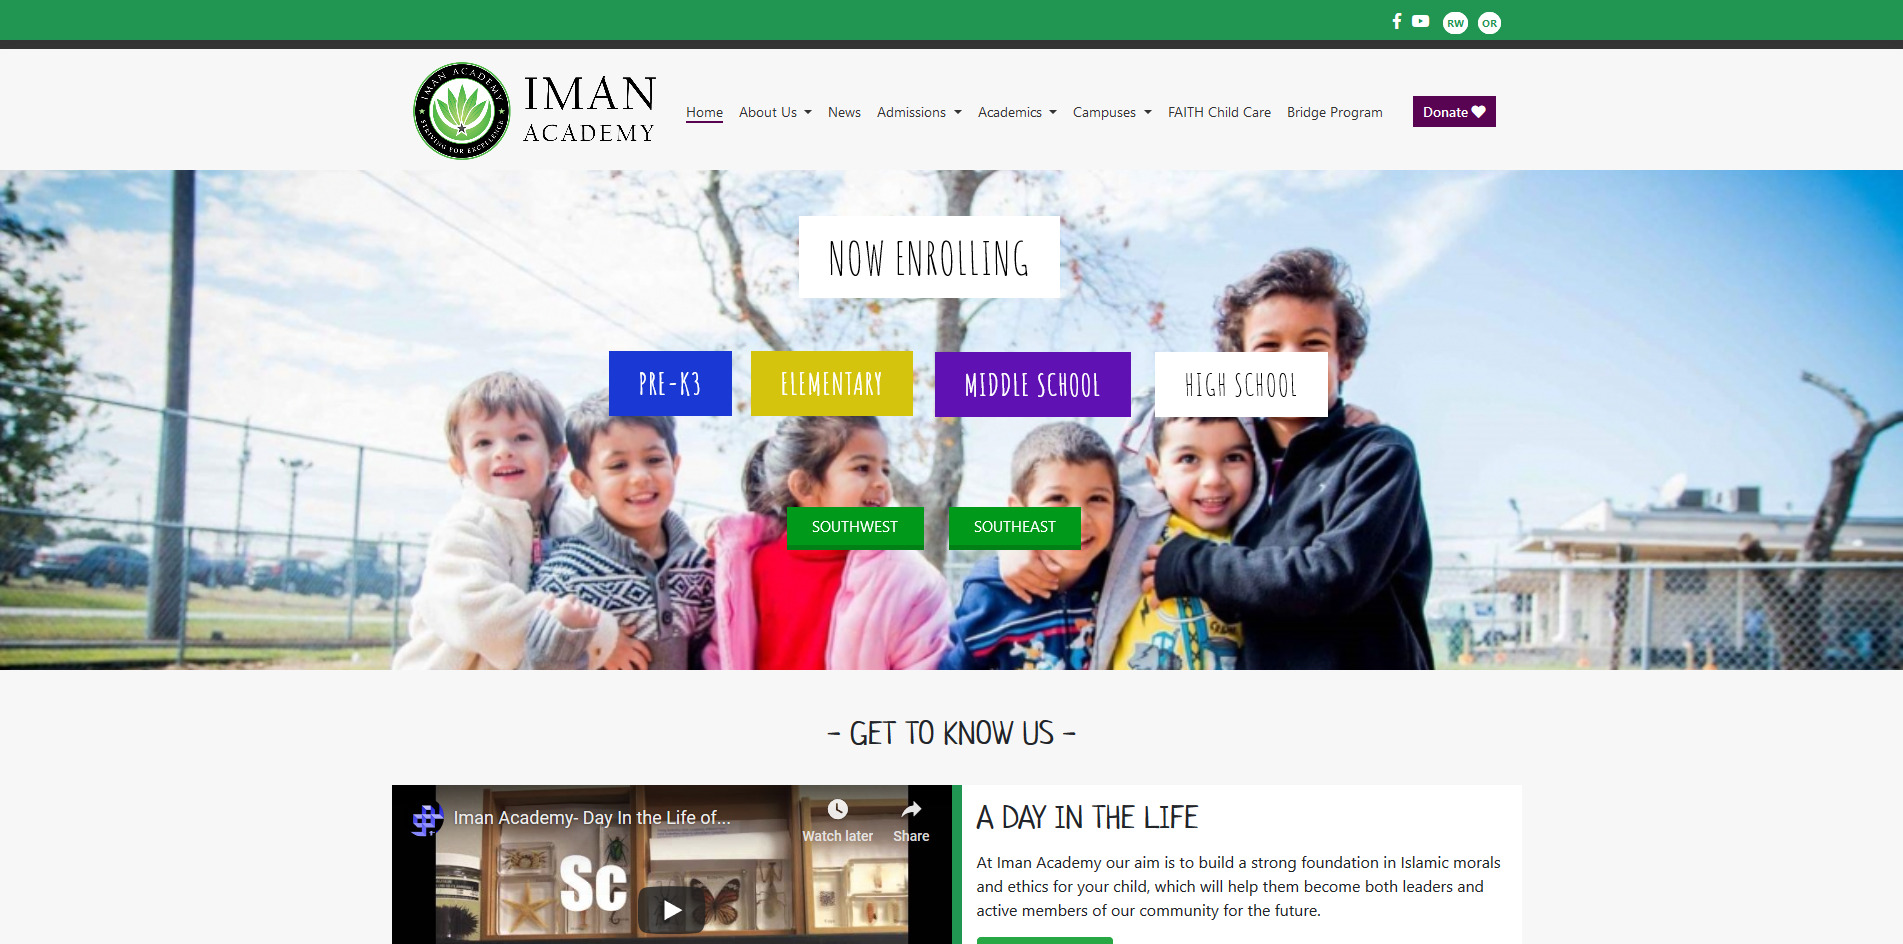 RW OR
IMAN ACADEMY
STRIVING FOR EXCELLENCE
IMAN
ACADEMY
Home About Us News Admissions Academics Campuses FAITH Child Care Bridge Program Donate
NOW ENROLLING
PRE-K3 ELEMENTARY MIDDLE SCHOOL HIGH SCHOOL
SOUTHWEST SOUTHEAST
- GET TO KNOW US -
Iman Academy- Day In the Life of...
Watch later Share
Sc
A DAY IN THE LIFE
At Iman Academy our aim is to build a strong foundation in Islamic morals
and ethics for your child, which will help them become both leaders and
active members of our community for the future.